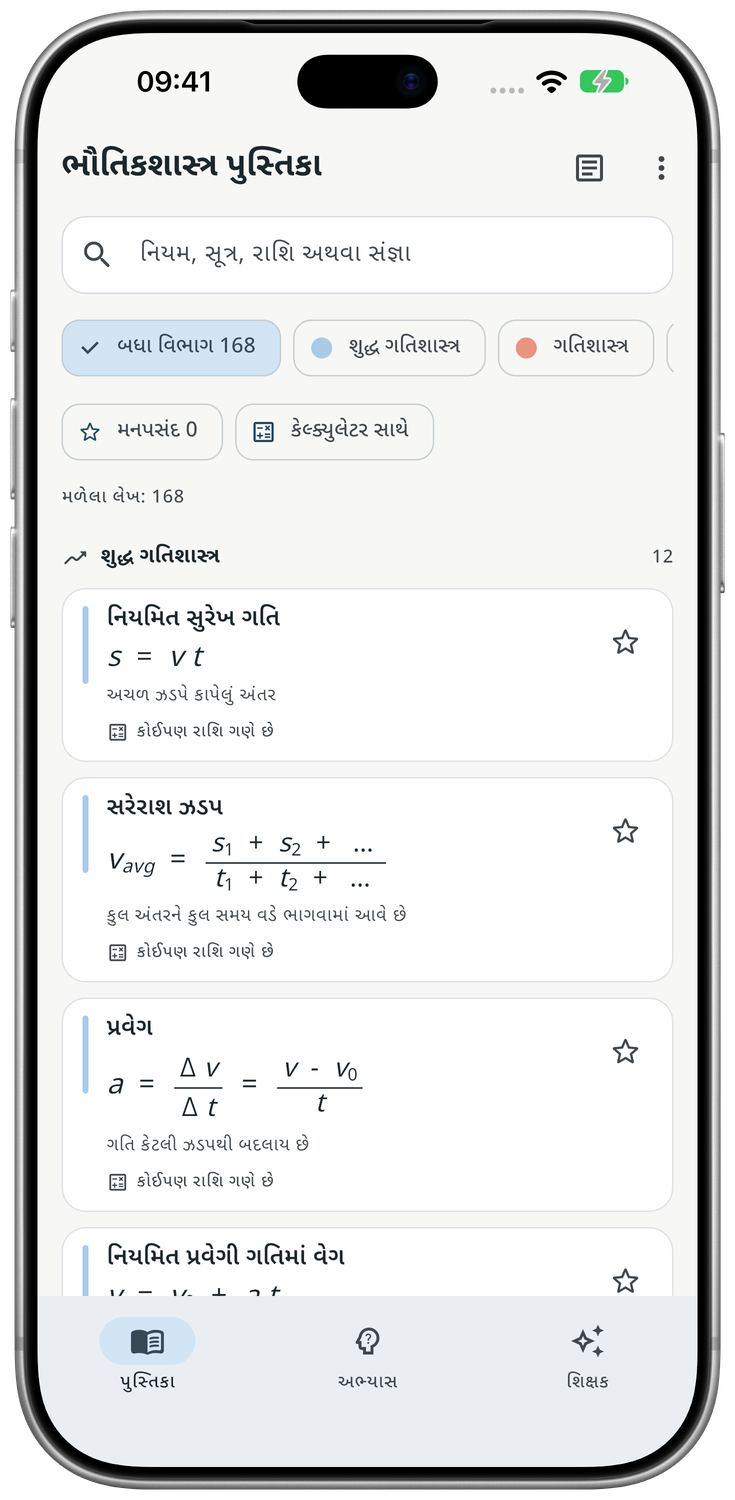 09:41
ભૌતિકશાસ્ત્ર પુસ્તિકા
નિયમ, સૂત્ર, રાશિ અથવા સંજ્ઞા
બધા વિભાગ 168
શુદ્ધ ગતિશાસ્ત્ર
ગતિશાસ્ત્ર
મનપસંદ 0
કેલ્ક્યુલેટર સાથે
મળેલા લેખ: 168
શુદ્ધ ગતિશાસ્ત્ર 12
નિયમિત સુરેખ ગતિ
s = v t
અચળ ઝડપે કાપેલું અંતર
કોઈપણ રાશિ ગણે છે
સરેરાશ ઝડપ
v_avg = (s₁ + s₂ + ...) / (t₁ + t₂ + ...)
કુલ અંતરને કુલ સમય વડે ભાગવામાં આવે છે
કોઈપણ રાશિ ગણે છે
પ્રવેગ
a = Δ v / Δ t = (v - v₀) / t
ગતિ કેટલી ઝડપથી બદલાય છે
કોઈપણ રાશિ ગણે છે
નિયમિત પ્રવેગી ગતિમાં વેગ
પુસ્તિકા
અભ્યાસ
શિક્ષક